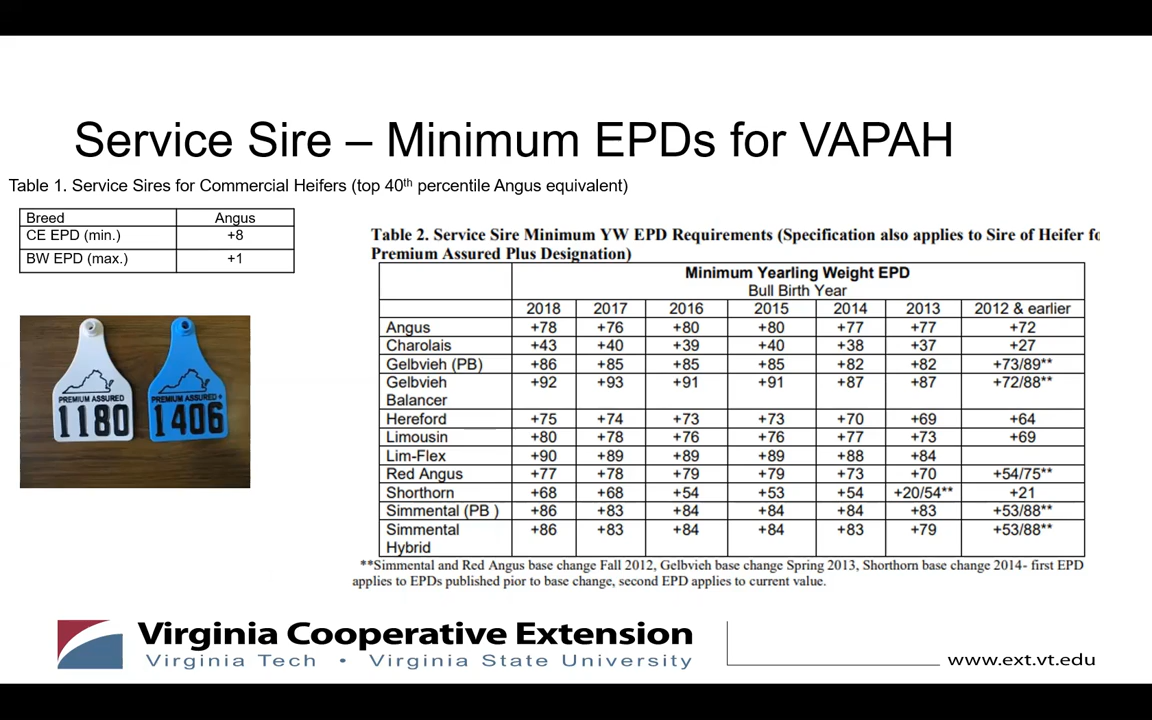 Service Sire – Minimum EPDs for VAPAH
Table 1. Service Sires for Commercial Heifers (top 40th percentile Angus equivalent)
Breed Angus
CE EPD (min.) +8
BW EPD (max.) +1
PREMIUM ASSURED
1180
PREMIUM ASSURED +
1406
Table 2. Service Sire Minimum YW EPD Requirements (Specification also applies to Sire of Heifer fo
Premium Assured Plus Designation)
Minimum Yearling Weight EPD
Bull Birth Year
2018 2017 2016 2015 2014 2013 2012 & earlier
Angus +78 +76 +80 +80 +77 +77 +72
Charolais +43 +40 +39 +40 +38 +37 +27
Gelbvieh (PB) +86 +85 +85 +85 +82 +82 +73/89**
Gelbvieh +92 +93 +91 +91 +87 +87 +72/88**
Balancer
Hereford +75 +74 +73 +73 +70 +69 +64
Limousin +80 +78 +76 +76 +77 +73 +69
Lim-Flex +90 +89 +89 +89 +88 +84
Red Angus +77 +78 +79 +79 +73 +70 +54/75**
Shorthorn +68 +68 +54 +53 +54 +20/54** +21
Simmental (PB ) +86 +83 +84 +84 +84 +83 +53/88**
Simmental +86 +83 +84 +84 +83 +79 +53/88**
Hybrid
**Simmental and Red Angus base change Fall 2012, Gelbvieh base change Spring 2013, Shorthorn base change 2014- first EPD
applies to EPDs published prior to base change, second EPD applies to current value.
Virginia Cooperative Extension
Virginia Tech • Virginia State University
www.ext.vt.edu